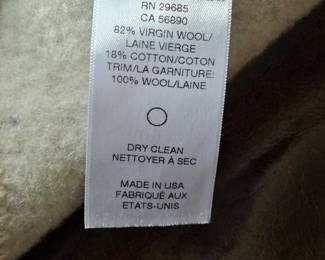 RN 29685
CA 56890
82% VIRGIN WOOL/
LAINE VIERGE
18% COTTON/COTON
TRIM/LA GARNITURE:
100% WOOL/LAINE
DRY CLEAN
NETTOYER À SEC
MADE IN USA
FABRIQUÉ AUX
ETATS-UNIS